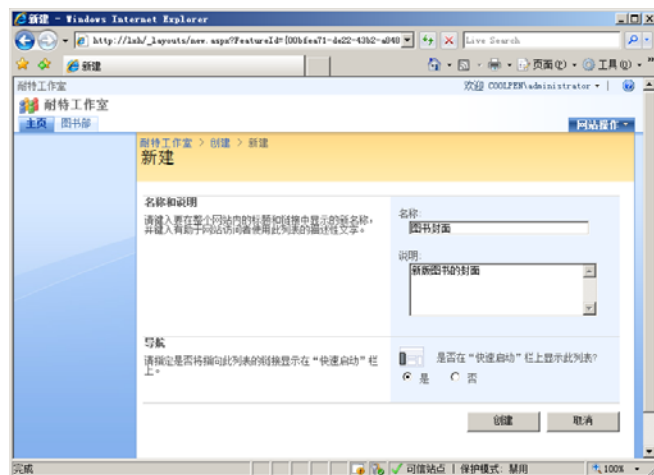 新建 - Windows Internet Explorer
http://lsh/_layouts/new.aspx?FeatureId={00bfea71-de22-43b2-a848
Live Search
新建
页面(P)
工具(O)
耐特工作室
欢迎 COOLPEN\administrator
耐特工作室
主页 图书部
网站操作
耐特工作室 > 创建 > 新建
新建
名称和说明
请键入要在整个网站内的标题和链接中显示的新名称，
并键入有助于网站访问者使用此列表的描述性文字。
名称:
图书封面
说明:
新版图书的封面
导航
请指定是否将指向此列表的链接显示在“快速启动”栏
上。
是否在“快速启动”栏上显示此列表?
是 否
创建 取消
完成
可信站点 | 保护模式: 禁用
100%